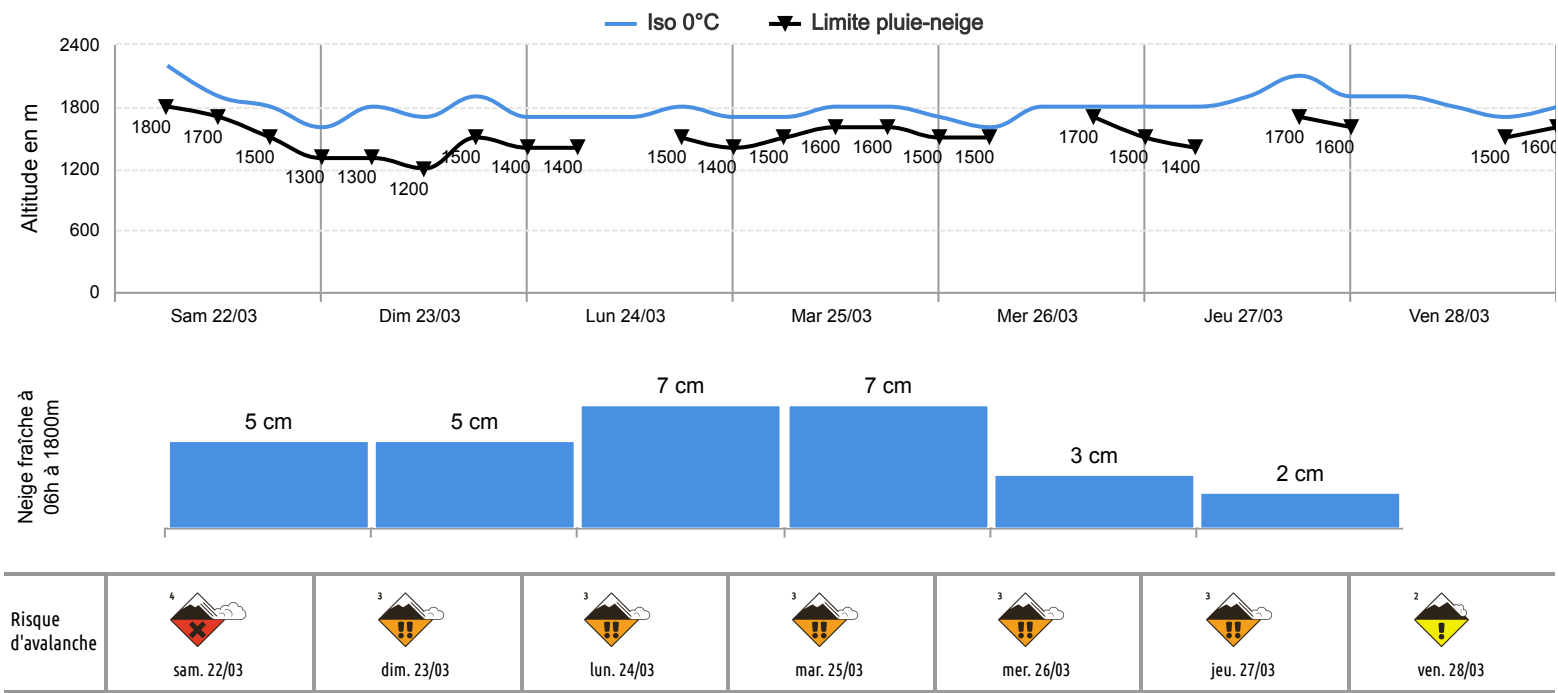 Iso 0°C Limite pluie-neige
Altitude en m
2400
1800
1200
600
0
1800
1700
1500
1300
1300
1200
1500
1400
1400
1500
1400
1500
1600
1600
1500
1500
1700
1500
1400
1700
1600
1500
1600
Sam 22/03 Dim 23/03 Lun 24/03 Mar 25/03 Mer 26/03 Jeu 27/03 Ven 28/03
Neige fraîche à
06h à 1800m
5 cm 5 cm 7 cm 7 cm 3 cm 2 cm
Risque
d'avalanche
4 3 3 3 3 3 2
!! !! !! !! !! !
sam. 22/03 dim. 23/03 lun. 24/03 mar. 25/03 mer. 26/03 jeu. 27/03 ven. 28/03